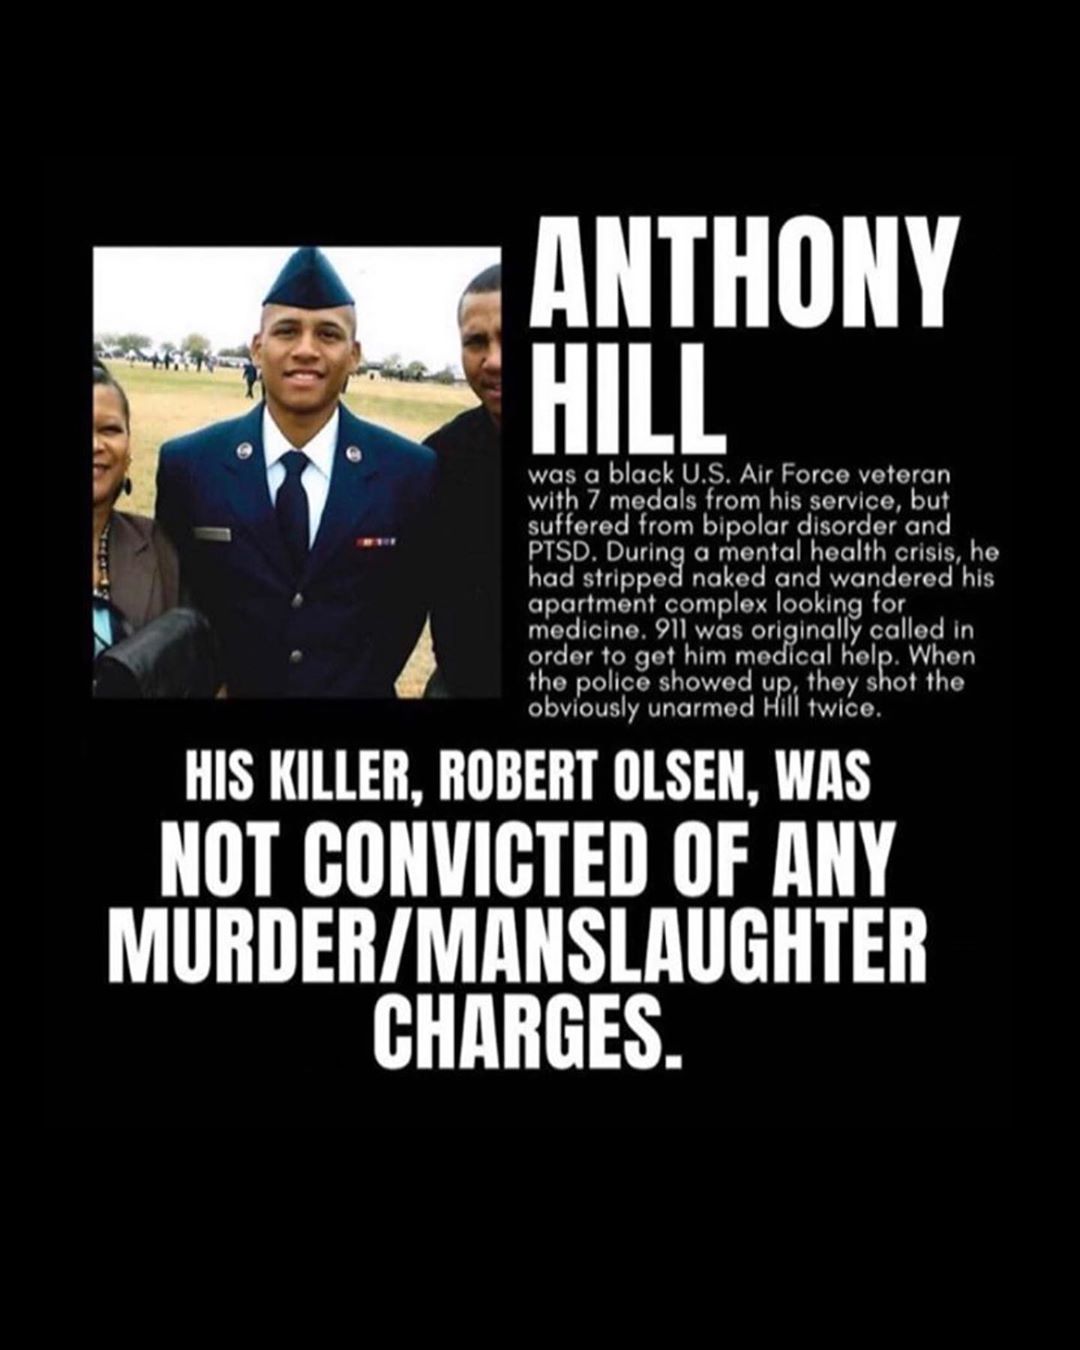 ANTHONY
HILL
was a black U.S. Air Force veteran
with 7 medals from his service, but
suffered from bipolar disorder and
PTSD. During a mental health crisis, he
had stripped naked and wandered his
apartment complex looking for
medicine. 911 was originally called in
order to get him medical help. When
the police showed up, they shot the
obviously unarmed Hill twice.
HIS KILLER, ROBERT OLSEN, WAS
NOT CONVICTED OF ANY
MURDER/MANSLAUGHTER
CHARGES.